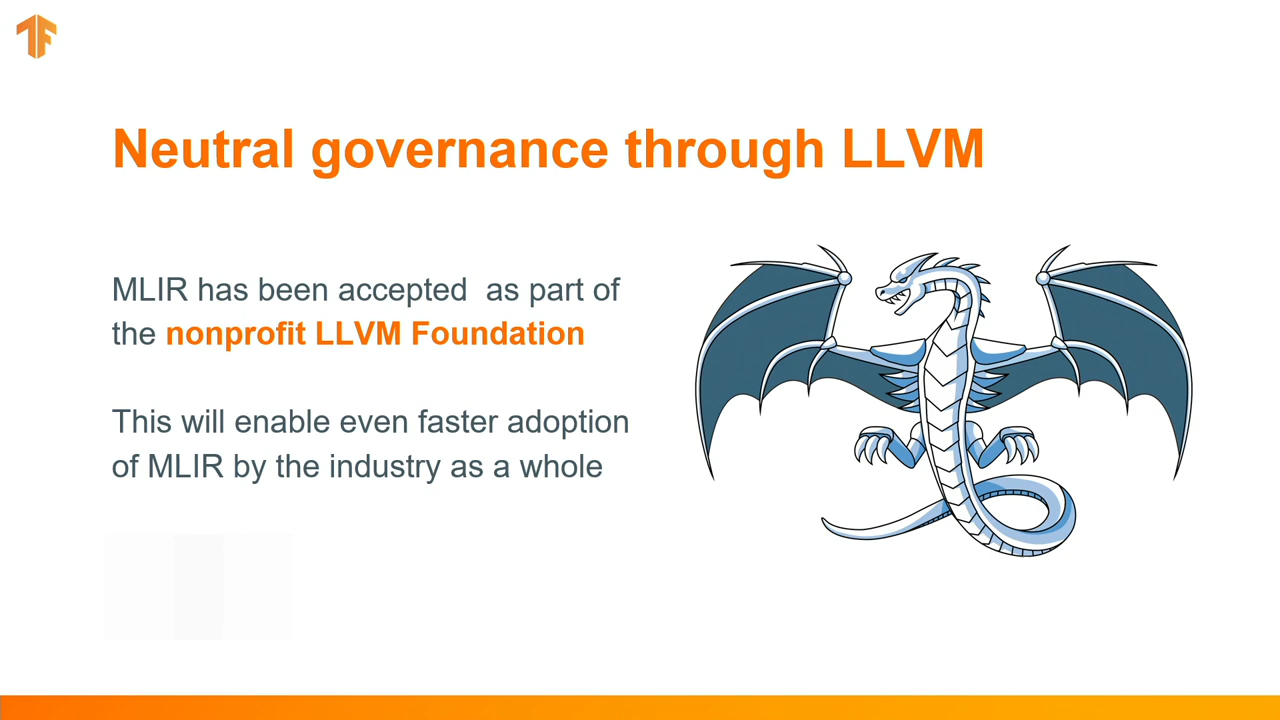 Neutral governance through LLVM
MLIR has been accepted  as part of
the nonprofit LLVM Foundation
This will enable even faster adoption
of MLIR by the industry as a whole